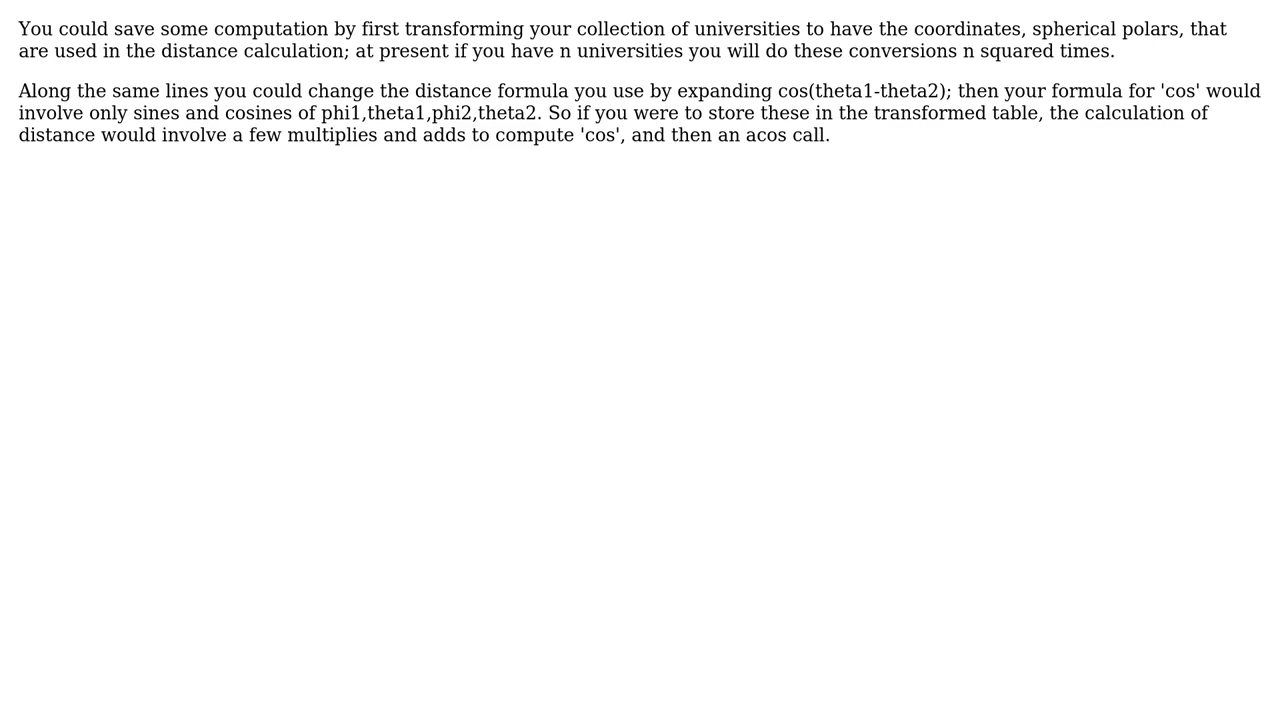 You could save some computation by first transforming your collection of universities to have the coordinates, spherical polars, that
are used in the distance calculation; at present if you have n universities you will do these conversions n squared times.
Along the same lines you could change the distance formula you use by expanding cos(theta1-theta2); then your formula for 'cos' would
involve only sines and cosines of phi1,theta1,phi2,theta2. So if you were to store these in the transformed table, the calculation of
distance would involve a few multiplies and adds to compute 'cos', and then an acos call.